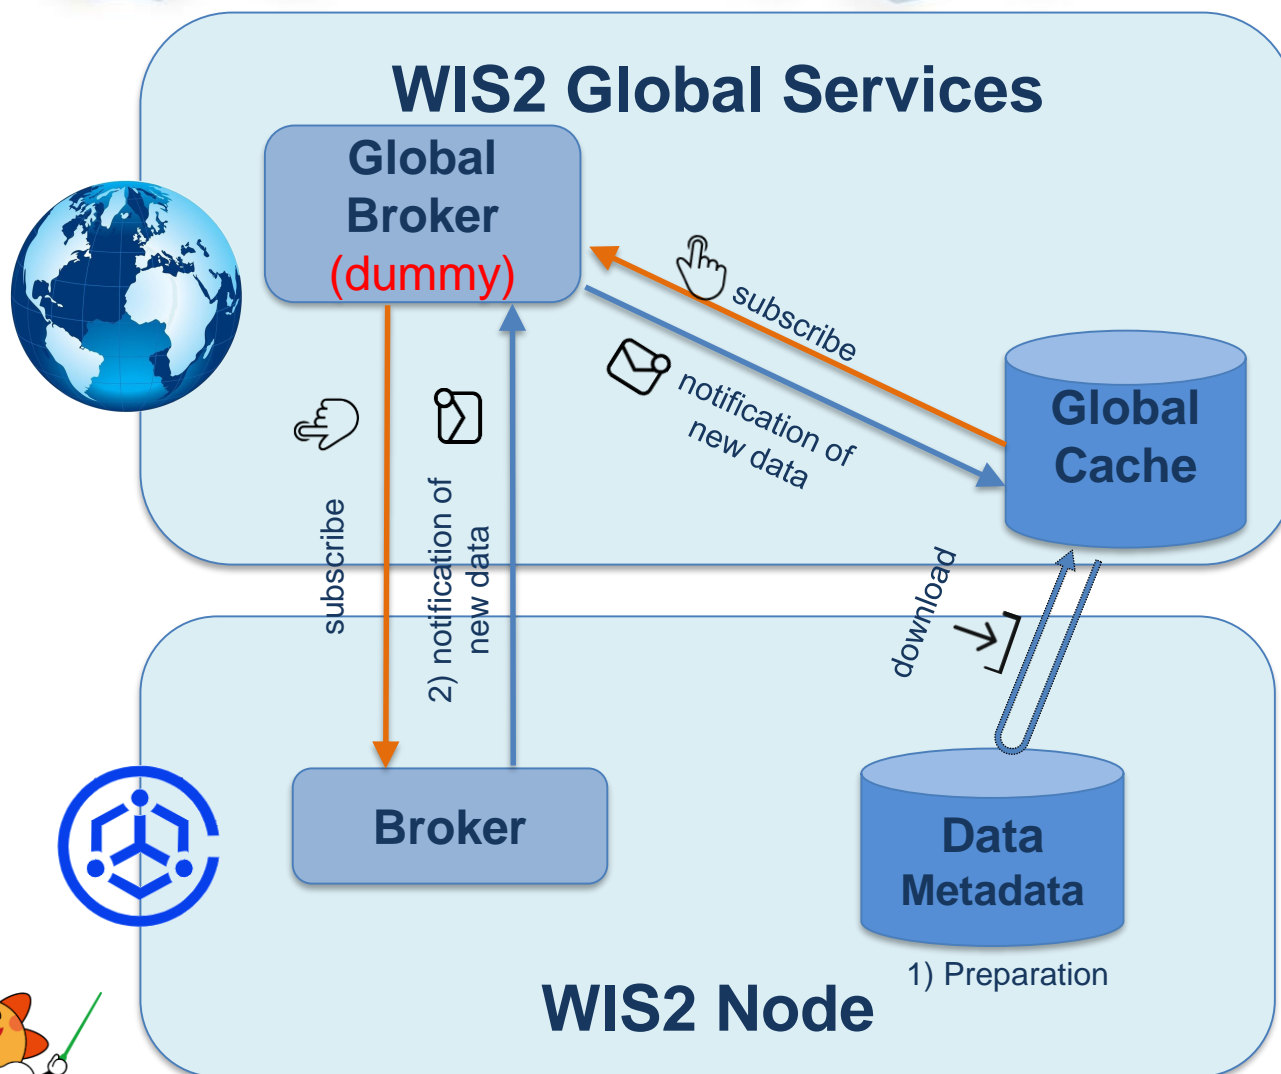 WIS2 Global Services
Global
Broker
(dummy)
subscribe
notification of
new data
Global
Cache
subscribe
2) notification of
new data
download
Broker
Data
Metadata
1) Preparation
WIS2 Node